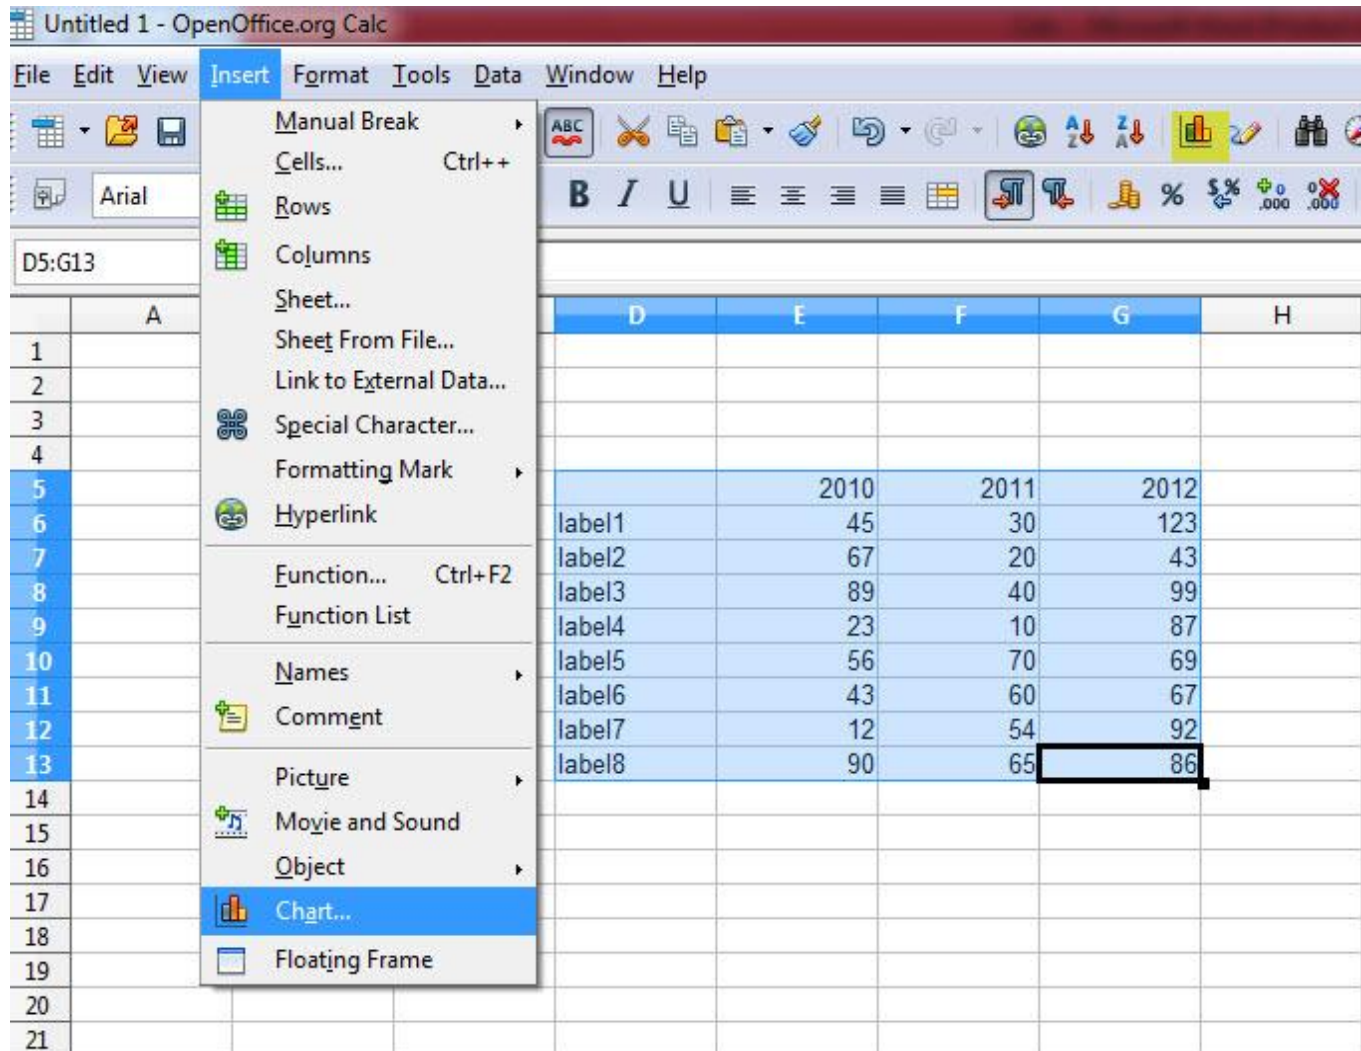 Untitled 1 - OpenOffice.org Calc
File Edit View Insert Format Tools Data Window Help
ABC
A Z Z A
Arial B I U % $% .000 .000
D5:G13
Manual Break
Cells... Ctrl++
Rows
Columns
Sheet...
Sheet From File...
Link to External Data...
Special Character...
Formatting Mark
Hyperlink
Function... Ctrl+F2
Function List
Names
Comment
Picture
Movie and Sound
Object
Chart...
Floating Frame
A D E F G H
1
2
3
4
5 2010 2011 2012
6 label1 45 30 123
7 label2 67 20 43
8 label3 89 40 99
9 label4 23 10 87
10 label5 56 70 69
11 label6 43 60 67
12 label7 12 54 92
13 label8 90 65 86
14
15
16
17
18
19
20
21